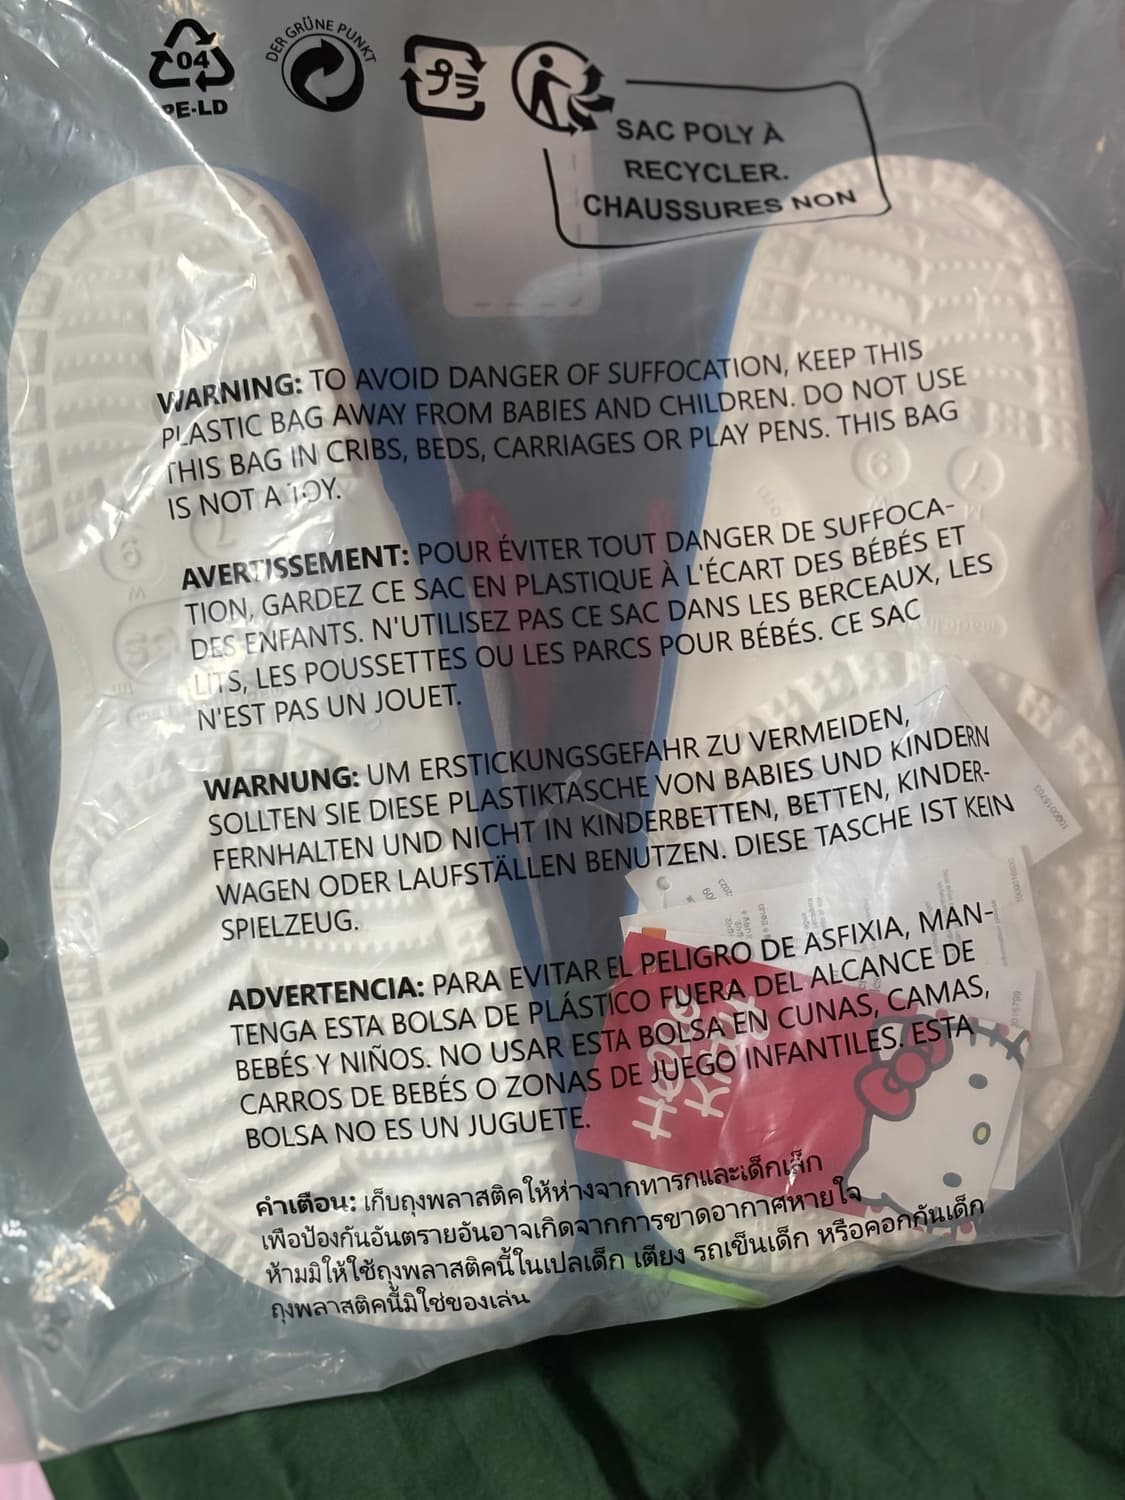 04
PE-LD
DER GRÜNE PUNKT
プラ
SAC POLY À
RECYCLER.
CHAUSSURES NON
WARNING: TO AVOID DANGER OF SUFFOCATION, KEEP THIS
PLASTIC BAG AWAY FROM BABIES AND CHILDREN. DO NOT USE
THIS BAG IN CRIBS, BEDS, CARRIAGES OR PLAY PENS. THIS BAG
IS NOT A TOY.
AVERTISSEMENT: POUR ÉVITER TOUT DANGER DE SUFFOCA-
TION, GARDEZ CE SAC EN PLASTIQUE À L'ÉCART DES BÉBÉS ET
DES ENFANTS. N'UTILISEZ PAS CE SAC DANS LES BERCEAUX, LES
LITS, LES POUSSETTES OU LES PARCS POUR BÉBÉS. CE SAC
N'EST PAS UN JOUET.
WARNUNG: UM ERSTICKUNGSGEFAHR ZU VERMEIDEN,
SOLLTEN SIE DIESE PLASTIKTASCHE VON BABIES UND KINDERN
FERNHALTEN UND NICHT IN KINDERBETTEN, BETTEN, KINDER-
WAGEN ODER LAUFSTÄLLEN BENUTZEN. DIESE TASCHE IST KEIN
SPIELZEUG.
ADVERTENCIA: PARA EVITAR EL PELIGRO DE ASFIXIA, MAN-
TENGA ESTA BOLSA DE PLÁSTICO FUERA DEL ALCANCE DE
BEBÉS Y NIÑOS. NO USAR ESTA BOLSA EN CUNAS, CAMAS,
CARROS DE BEBÉS O ZONAS DE JUEGO INFANTILES. ESTA
BOLSA NO ES UN JUGUETE.
คำเตือน: เก็บถุงพลาสติคให้ห่างจากทารกและเด็กเล็ก
เพื่อป้องกันอันตรายอันอาจเกิดจากการขาดอากาศหายใจ
ห้ามมิให้ใช้ถุงพลาสติคนี้ในเปลเด็ก เตียง รถเข็นเด็ก หรือคอกกันเด็ก
ถุงพลาสติคนี้มิใช่ของเล่น
Hello
Kitty